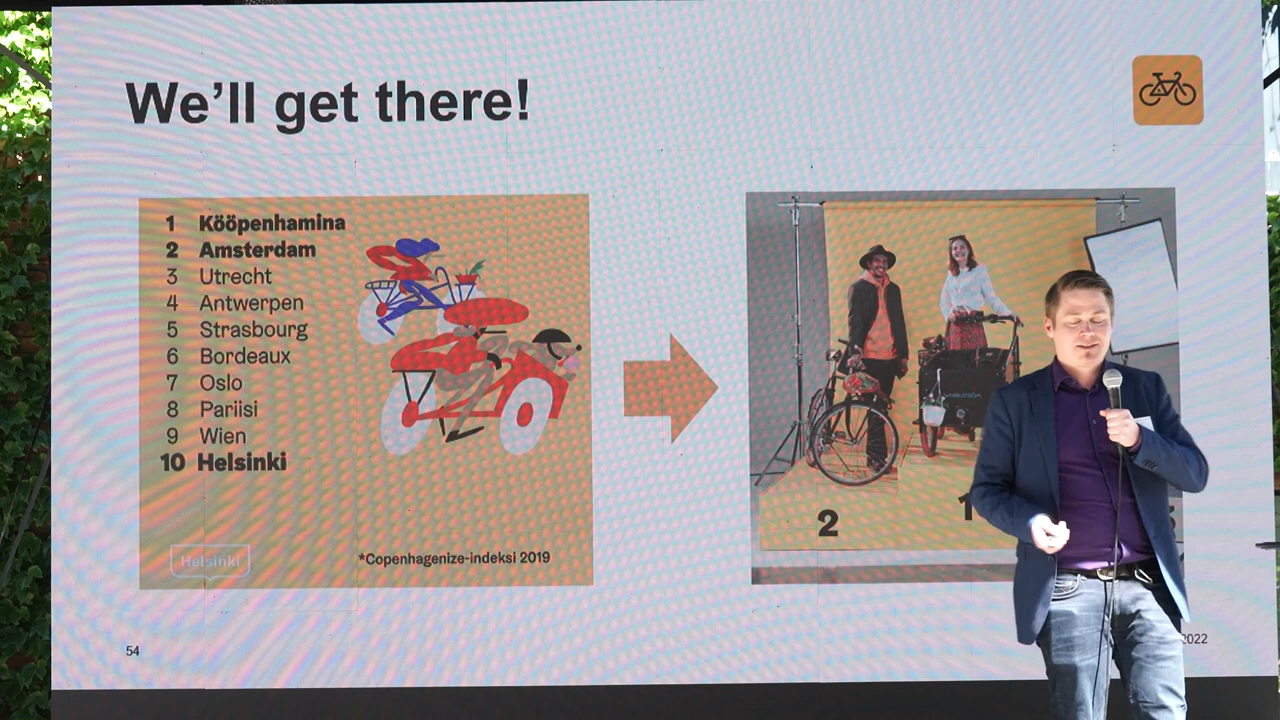 We'll get there!
1 Kööpenhamina
2 Amsterdam
3 Utrecht
4 Antwerpen
5 Strasbourg
6 Bordeaux
7 Oslo
8 Pariisi
9 Wien
10 Helsinki
Helsinki
*Copenhagenize-indeksi 2019
2
1
54
2022